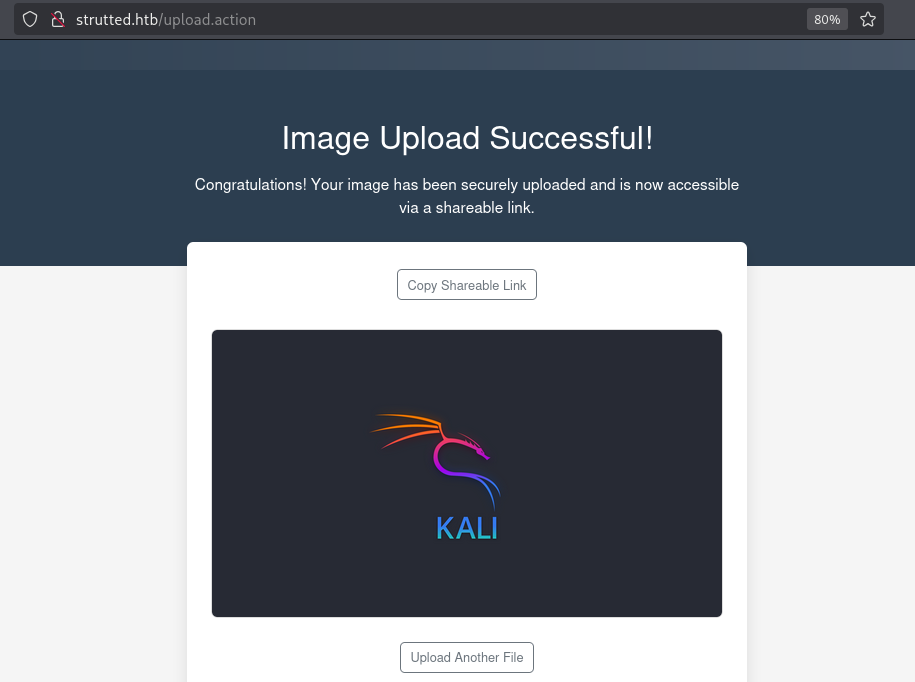 strutted.htb/upload.action
80%
Image Upload Successful!
Congratulations! Your image has been securely uploaded and is now accessible
via a shareable link.
Copy Shareable Link
KALI
Upload Another File